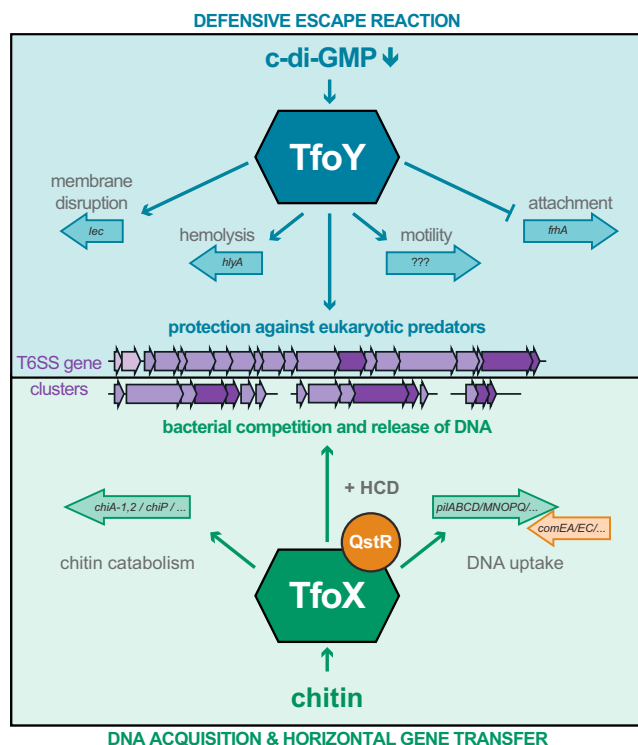 DEFENSIVE ESCAPE REACTION
c-di-GMP
TfoY
membrane
disruption
lec
hemolysis
hlyA
motility
???
attachment
frhA
protection against eukaryotic predators
T6SS gene
clusters
bacterial competition and release of DNA
+ HCD
chiA-1,2 / chiP / ...
pilABCD/MNOPQ/...
comEA/EC/...
QstR
chitin catabolism
DNA uptake
TfoX
chitin
DNA ACQUISITION & HORIZONTAL GENE TRANSFER